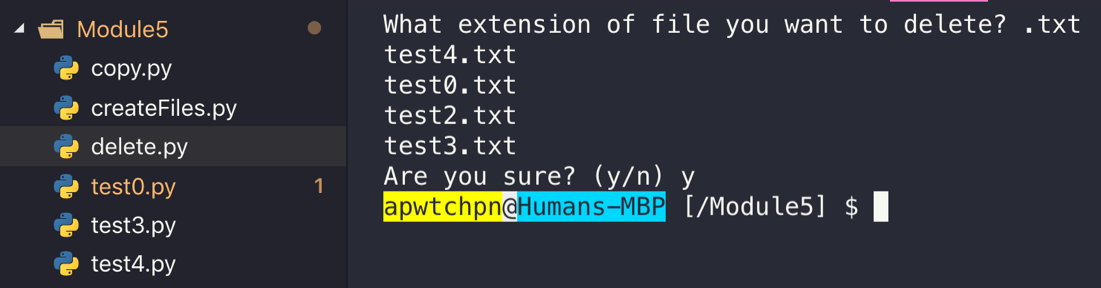 Module5
copy.py
createFiles.py
delete.py
test0.py 1
test3.py
test4.py
What extension of file you want to delete? .txt
test4.txt
test0.txt
test2.txt
test3.txt
Are you sure? (y/n) y
apwtchpn@Humans-MBP [/Module5] $